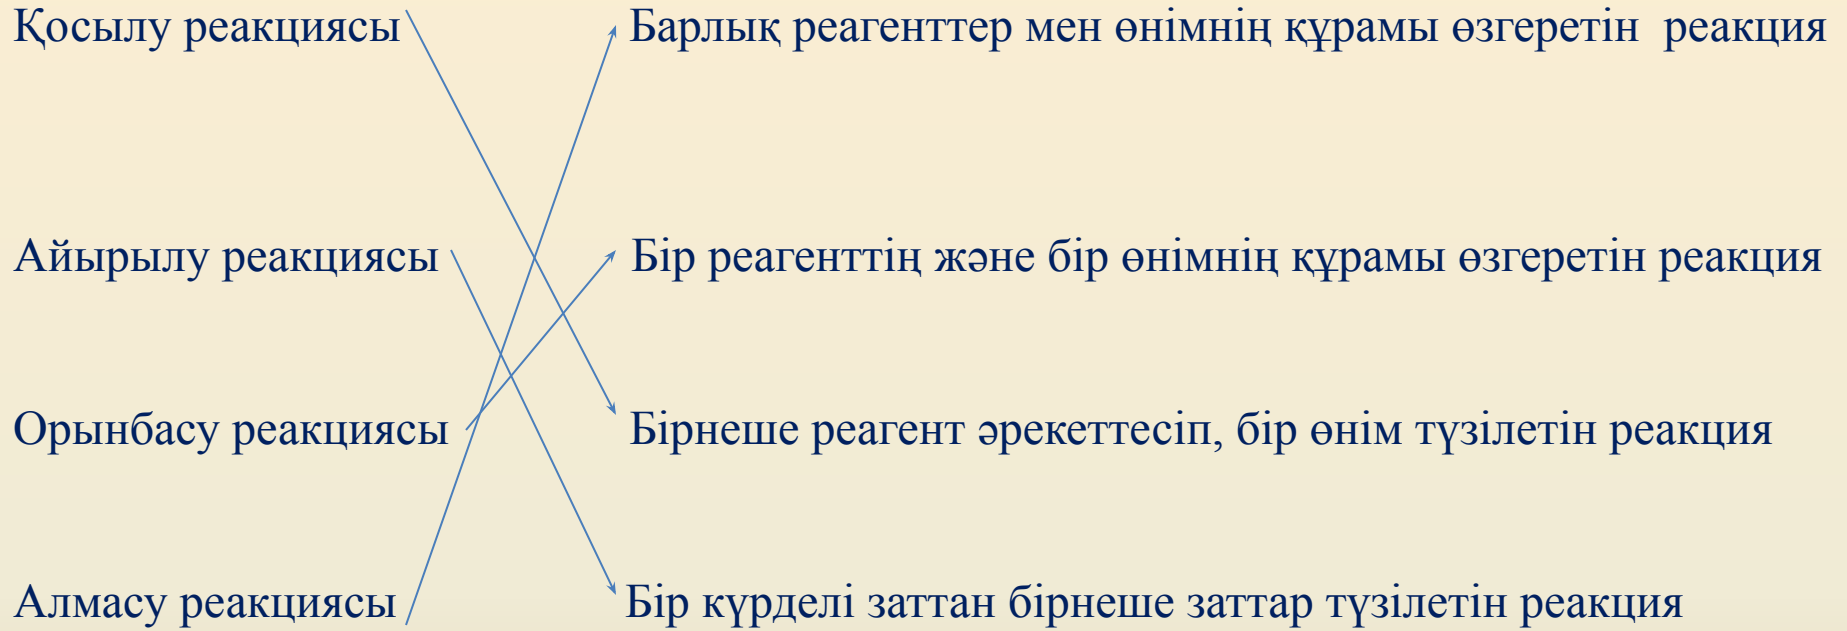 Қосылу реакциясы Барлық реагенттер мен өнімнің құрамы өзгеретін реакция
Айырылу реакциясы Бір реагенттің және бір өнімнің құрамы өзгеретін реакция
Орынбасу реакциясы Бірнеше реагент әрекеттесіп, бір өнім түзілетін реакция
Алмасу реакциясы Бір күрделі заттан бірнеше заттар түзілетін реакция